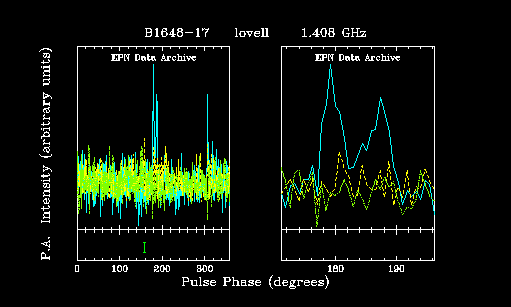 B1648-17 lovell 1.408 GHz
EPN Data Archive EPN Data Archive
P.A. Intensity (arbitrary units)
0 100 200 300 180 190
Pulse Phase (degrees)